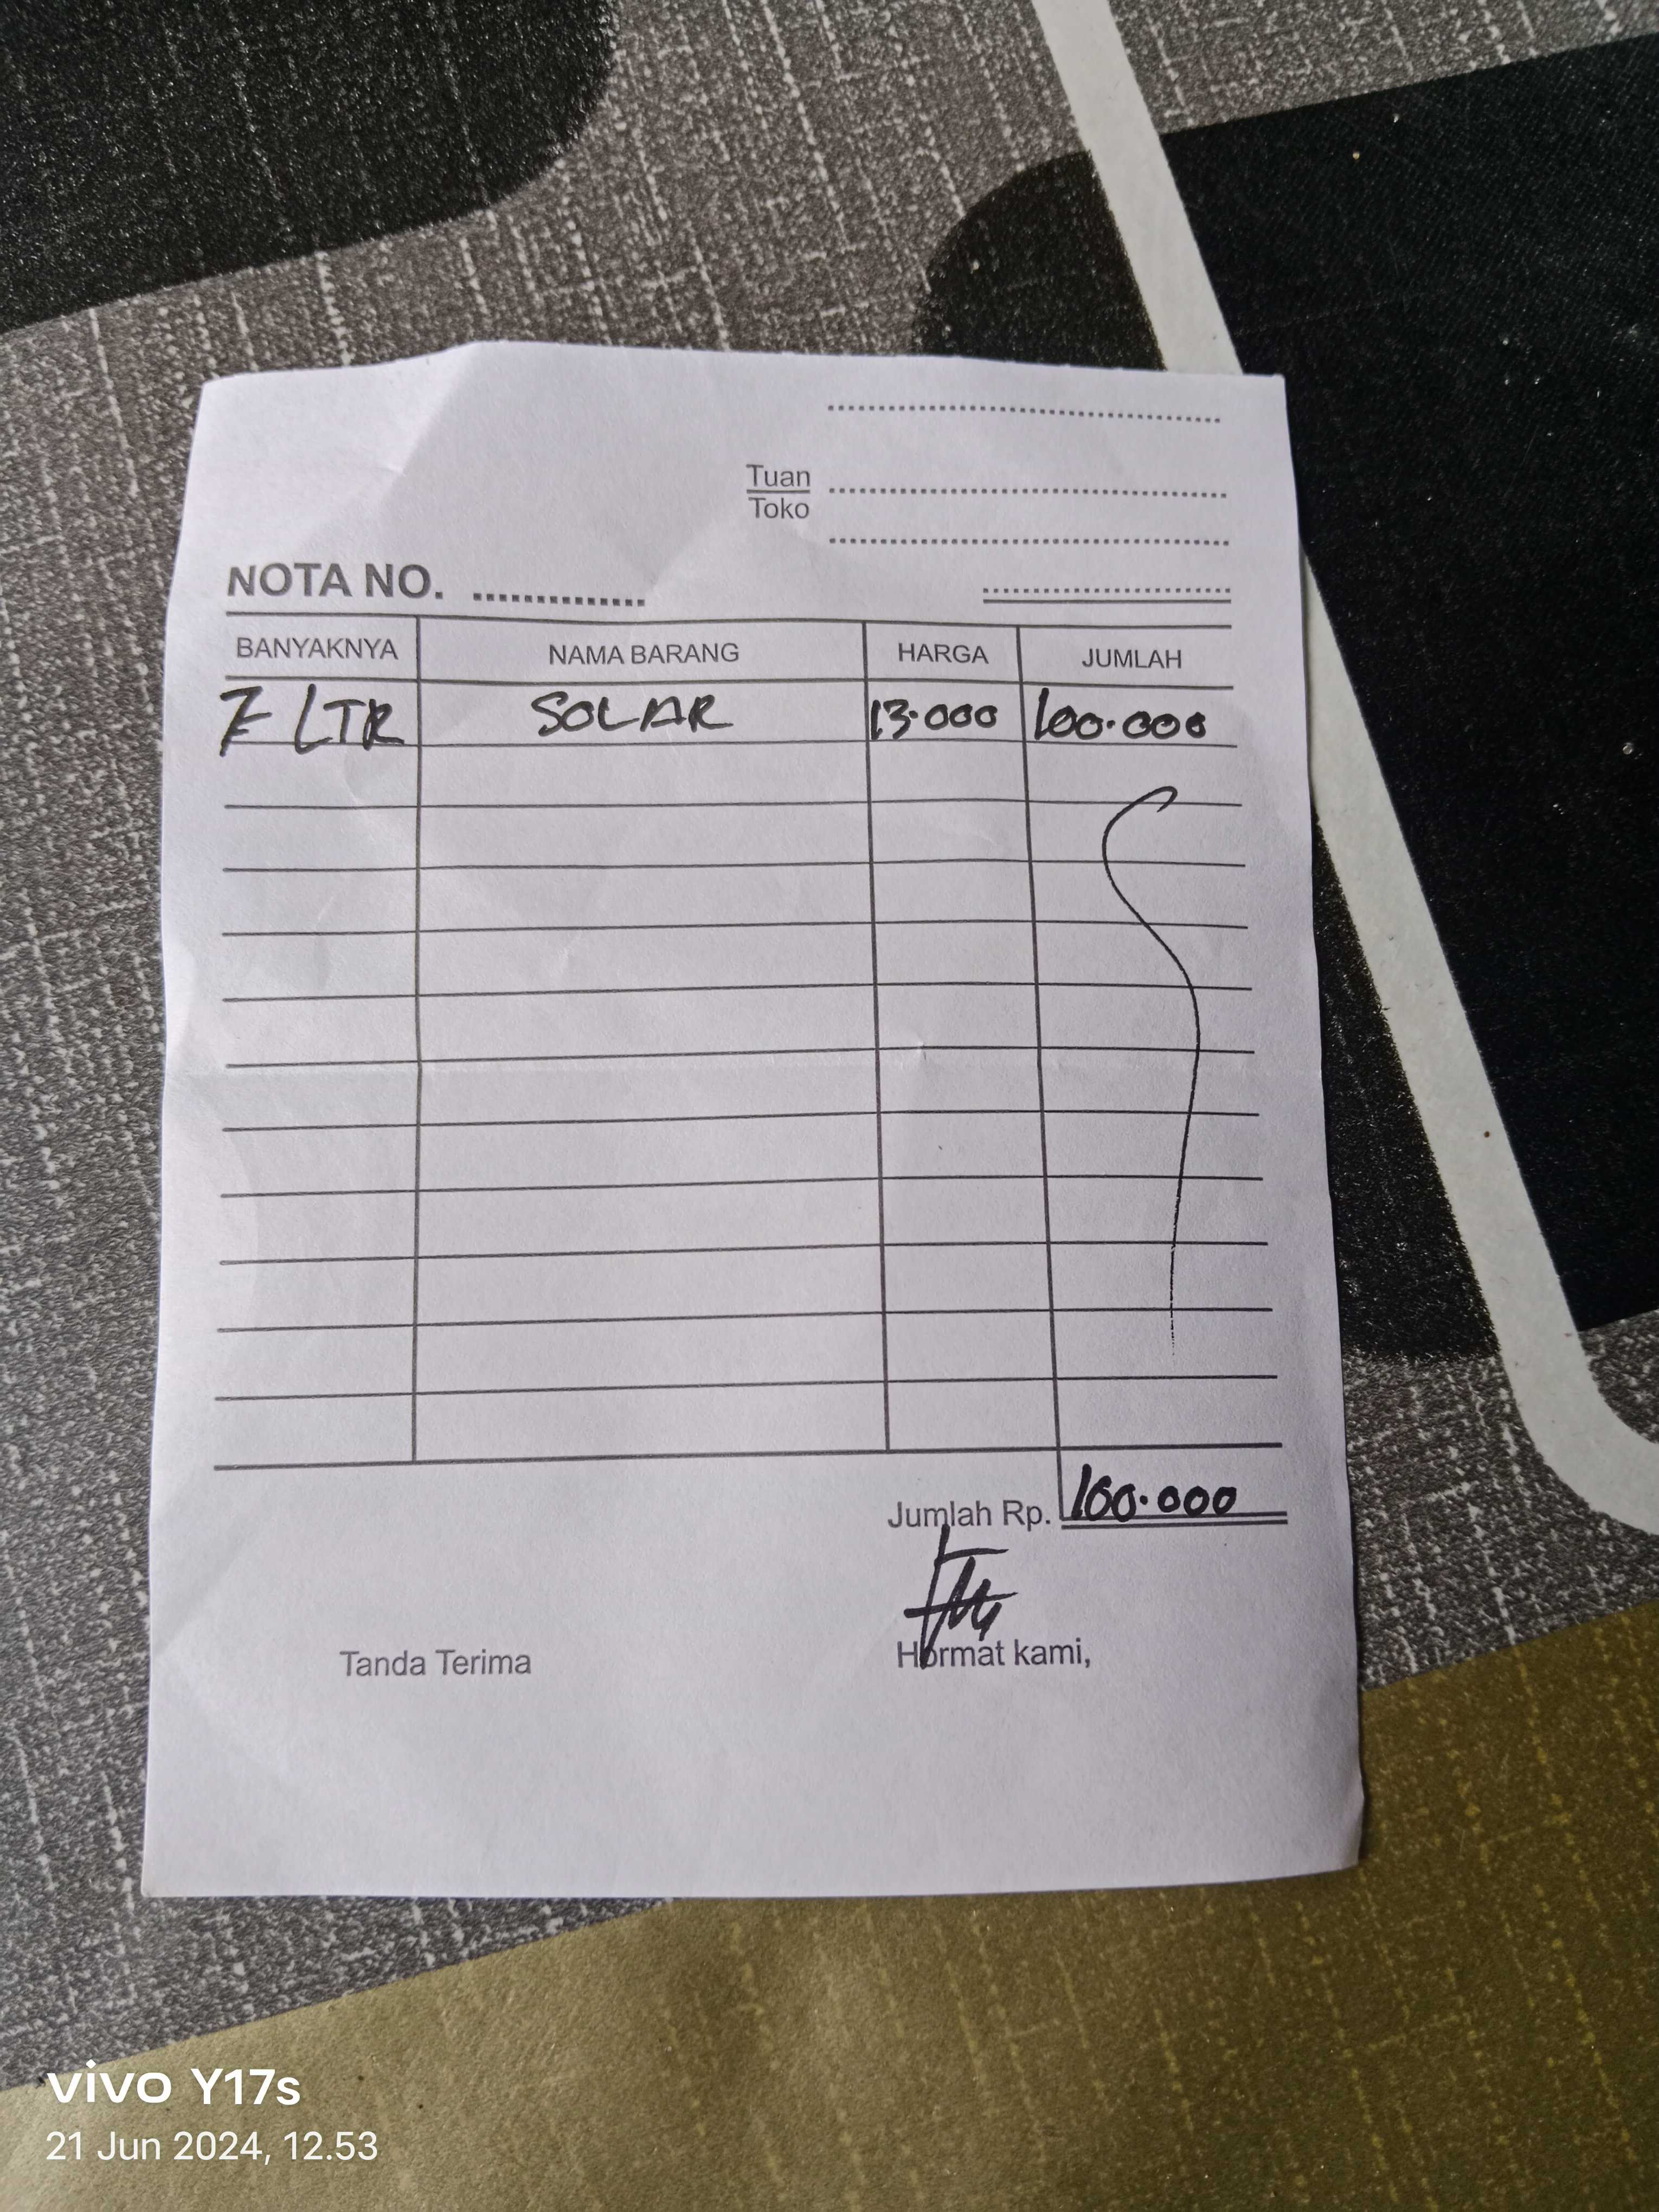 Tuan
Toko
NOTA NO.
BANYAKNYA NAMA BARANG HARGA JUMLAH
7 LTR SOLAR 13.000 100.000
Jumlah Rp. 100.000
Tanda Terima Hormat kami,
vivo Y17s
21 Jun 2024, 12.53